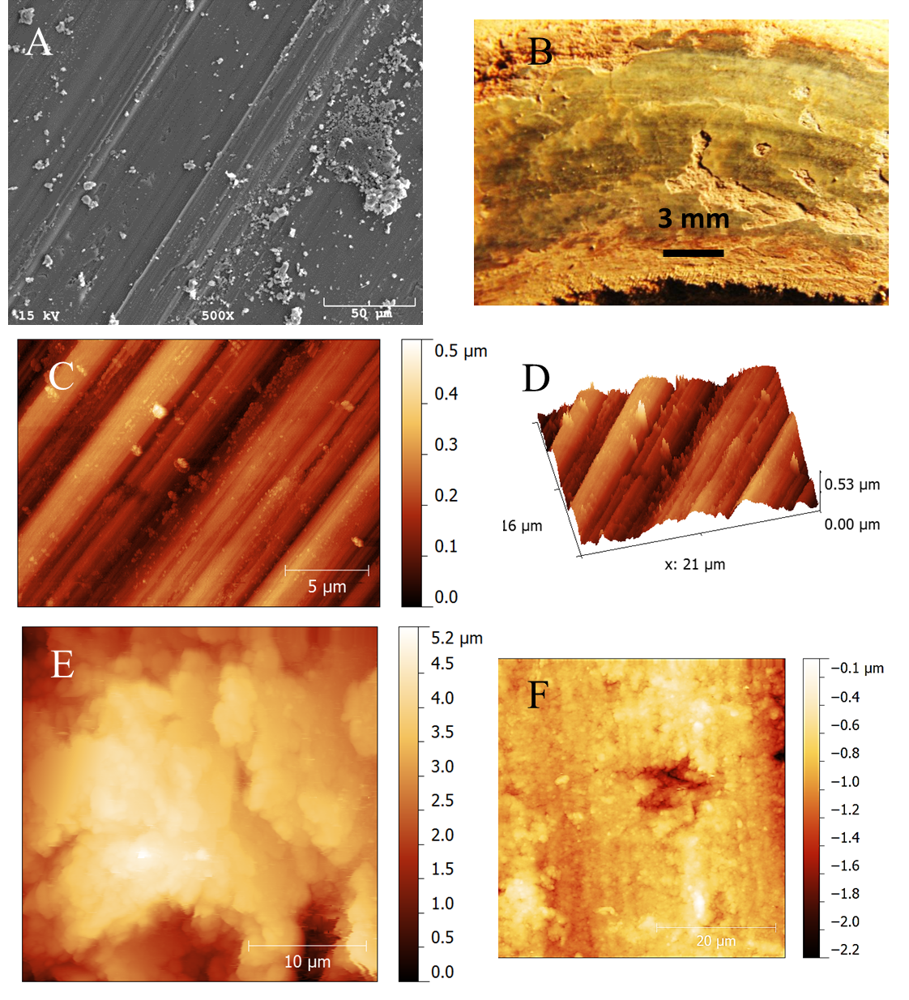 A
15 kV
500X
50 µm
B
3 mm
C
5 µm
0.5 µm
0.4
0.3
0.2
0.1
0.0
D
0.53 µm
0.00 µm
16 µm
x: 21 µm
E
10 µm
5.2 µm
4.5
4.0
3.5
3.0
2.5
2.0
1.5
1.0
0.5
0.0
F
20 µm
−0.1 µm
−0.4
−0.6
−0.8
−1.0
−1.2
−1.4
−1.6
−1.8
−2.0
−2.2